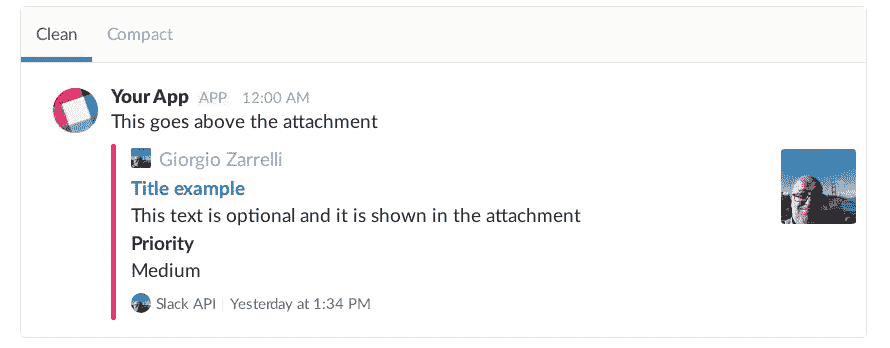 Clean Compact
Your App APP 12:00 AM
This goes above the attachment
Giorgio Zarrelli
Title example
This text is optional and it is shown in the attachment
Priority
Medium
Slack API Yesterday at 1:34 PM